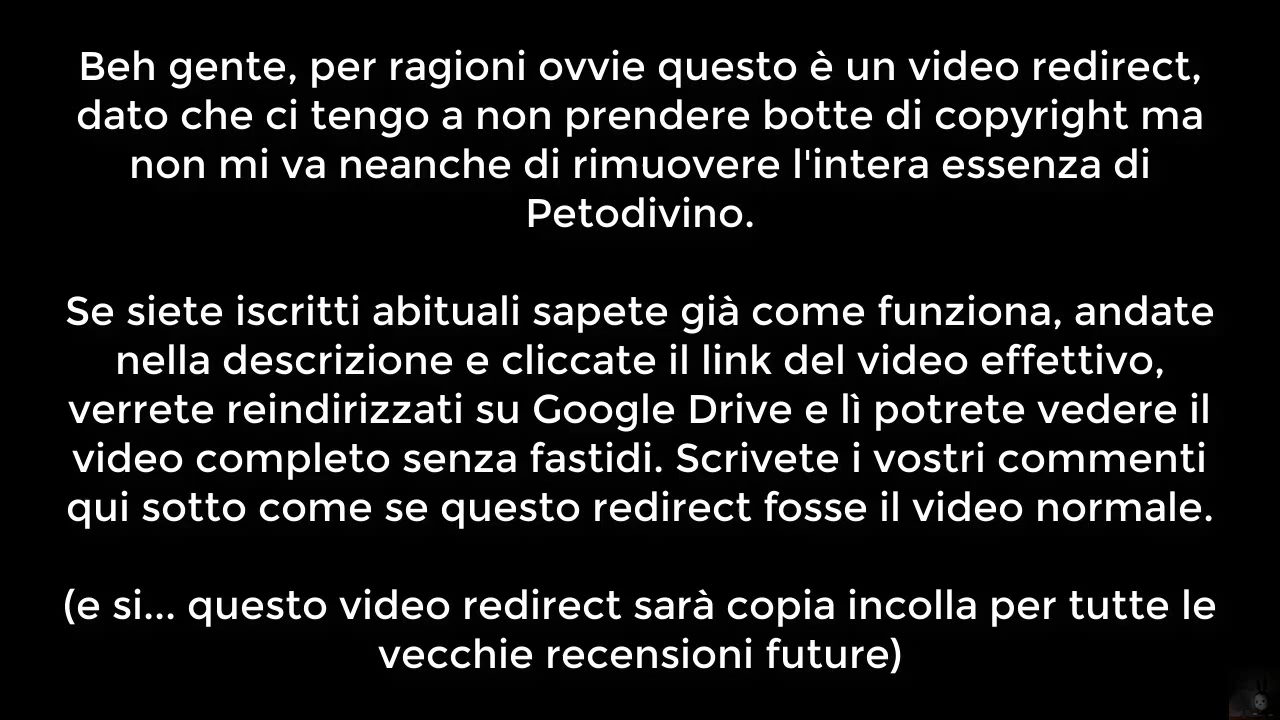 Beh gente, per ragioni ovvie questo è un video redirect,
dato che ci tengo a non prendere botte di copyright ma
non mi va neanche di rimuovere l'intera essenza di
Petodivino.
Se siete iscritti abituali sapete già come funziona, andate
nella descrizione e cliccate il link del video effettivo,
verrete reindirizzati su Google Drive e lì potrete vedere il
video completo senza fastidi. Scrivete i vostri commenti
qui sotto come se questo redirect fosse il video normale.
(e si... questo video redirect sarà copia incolla per tutte le
vecchie recensioni future)